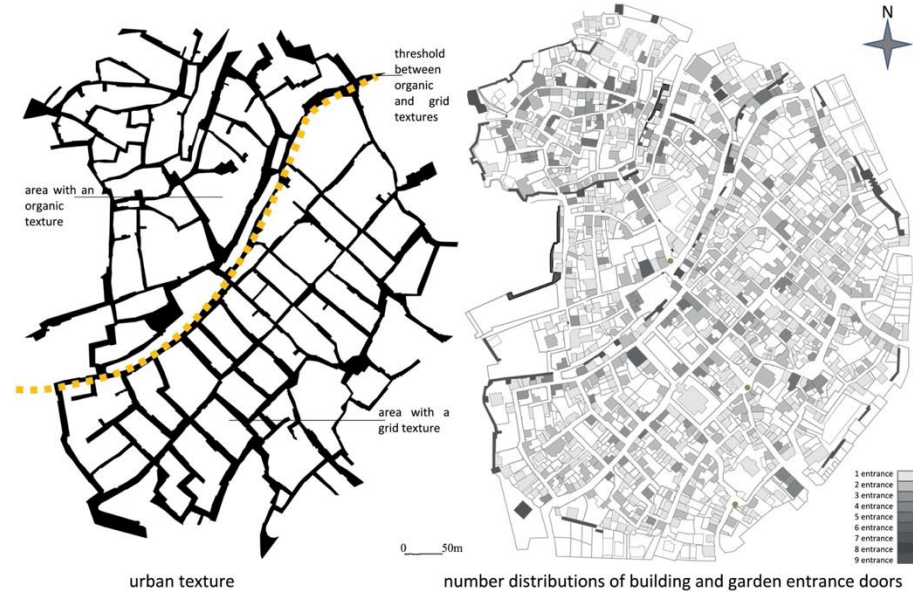 threshold
between
organic
and grid
textures
area with an
organic
texture
area with a
grid texture
0 50m
urban texture
N
1 entrance
2 entrance
3 entrance
4 entrance
5 entrance
6 entrance
7 entrance
8 entrance
9 entrance
number distributions of building and garden entrance doors